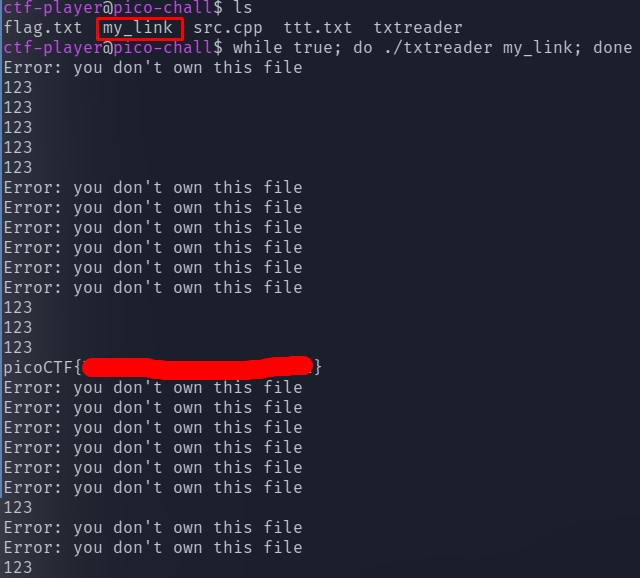 ctf-player@pico-chall$ ls
flag.txt  my_link  src.cpp  ttt.txt  txtreader
ctf-player@pico-chall$ while true; do ./txtreader my_link; done
Error: you don't own this file
123
123
123
123
123
Error: you don't own this file
Error: you don't own this file
Error: you don't own this file
Error: you don't own this file
Error: you don't own this file
Error: you don't own this file
123
123
123
picoCTF{}
Error: you don't own this file
Error: you don't own this file
Error: you don't own this file
Error: you don't own this file
Error: you don't own this file
Error: you don't own this file
123
Error: you don't own this file
Error: you don't own this file
123